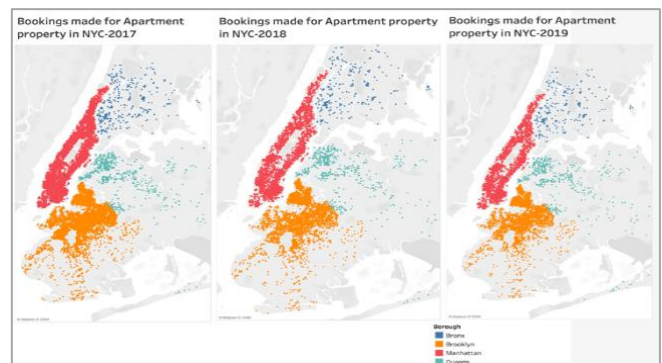 Bookings made for Apartment
property in NYC-2017
Bookings made for Apartment property
in NYC-2018
Bookings made for Apartment
property in NYC-2019
Borough
Bronx
Brooklyn
Manhattan
Queens